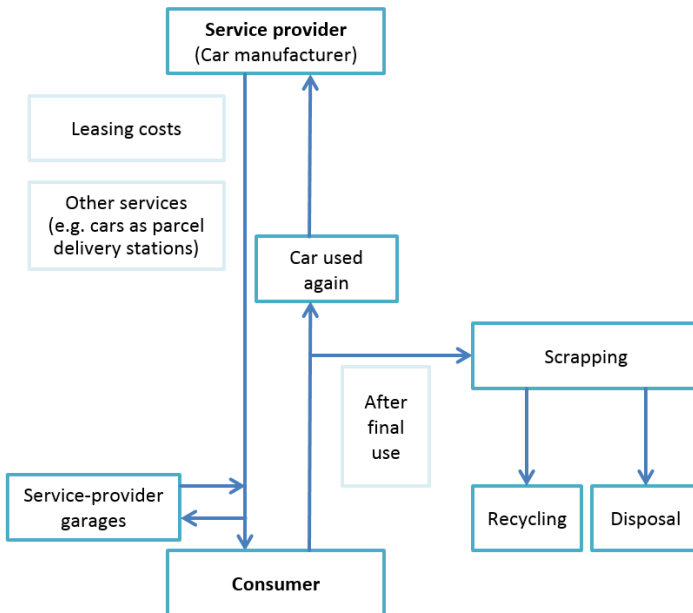 Service provider
(Car manufacturer)
Leasing costs
Other services
(e.g. cars as parcel
delivery stations)
Car used
again
Scrapping
After
final
use
Service-provider
garages
Recycling
Disposal
Consumer